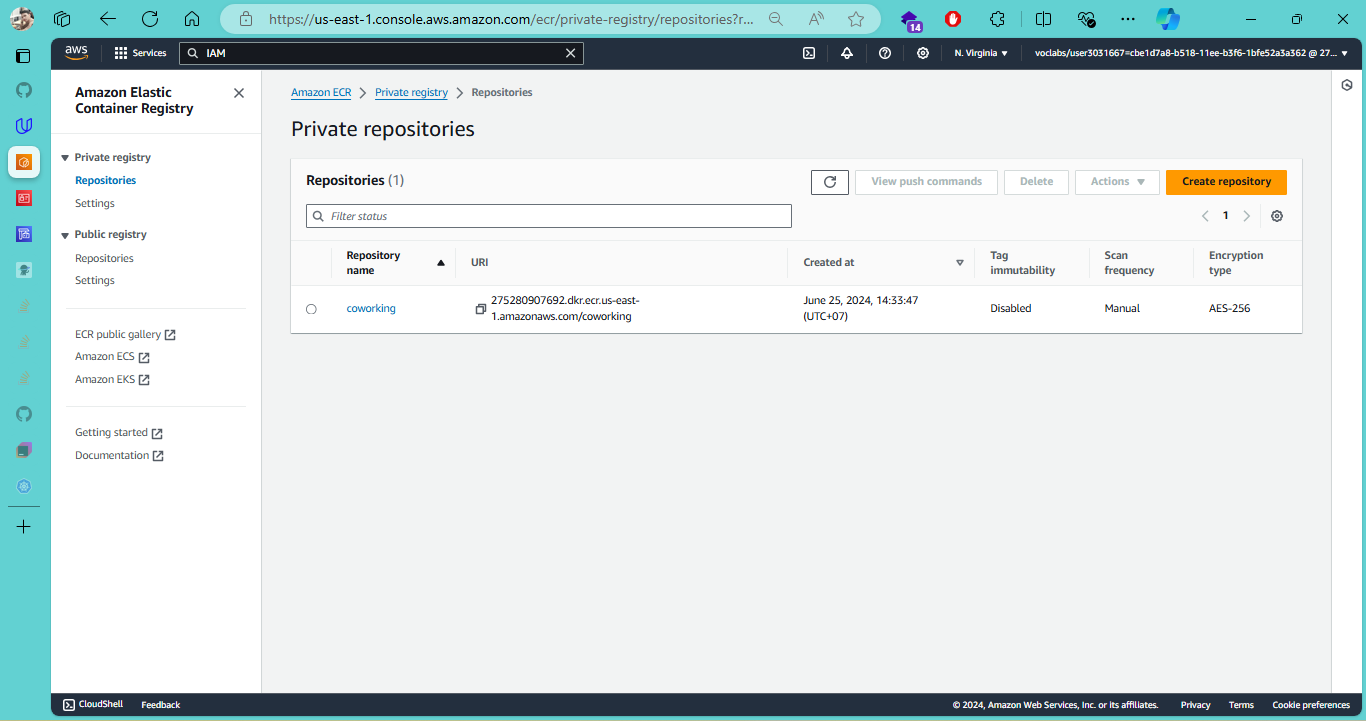 https://us-east-1.console.aws.amazon.com/ecr/private-registry/repositories?r...
14
aws
Services
IAM
N. Virginia
voclabs/user3031667=cbe1d7a8-b518-11ee-b3f6-1bfe52a3a362 @ 27...
Amazon Elastic
Container Registry
Private registry
Repositories
Settings
Public registry
Repositories
Settings
ECR public gallery
Amazon ECS
Amazon EKS
Getting started
Documentation
Amazon ECR
Private registry
Repositories
Private repositories
Repositories (1)
View push commands
Delete
Actions
Create repository
Filter status
1
Repository
name
URI
Created at
Tag
immutability
Scan
frequency
Encryption
type
coworking
275280907692.dkr.ecr.us-east-
1.amazonaws.com/coworking
June 25, 2024, 14:33:47
(UTC+07)
Disabled
Manual
AES-256
CloudShell
Feedback
© 2024, Amazon Web Services, Inc. or its affiliates.
Privacy
Terms
Cookie preferences